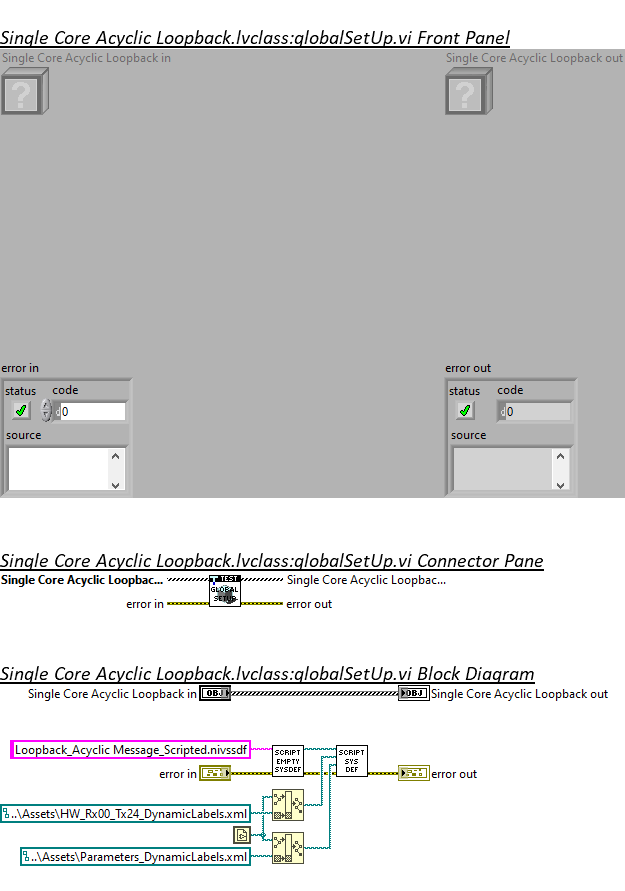 Single Core Acyclic Loopback.lvclass:globalSetUp.vi Front Panel
Single Core Acyclic Loopback in
Single Core Acyclic Loopback out
error in
error out
status code
status code
0
0
source
source
Single Core Acyclic Loopback.lvclass:globalSetUp.vi Connector Pane
Single Core Acyclic Loopbac...
TEST
Single Core Acyclic Loopbac...
GLOBAL
SETUP
error in
error out
Single Core Acyclic Loopback.lvclass:globalSetUp.vi Block Diagram
Single Core Acyclic Loopback in
OBJ
OBJ
Single Core Acyclic Loopback out
Loopback_Acyclic Message_Scripted.nivssdf
SCRIPT
EMPTY
SYSDEF
SCRIPT
SYS
DEF
error in
error out
..\Assets\HW_Rx00_Tx24_DynamicLabels.xml
..\Assets\Parameters_DynamicLabels.xml